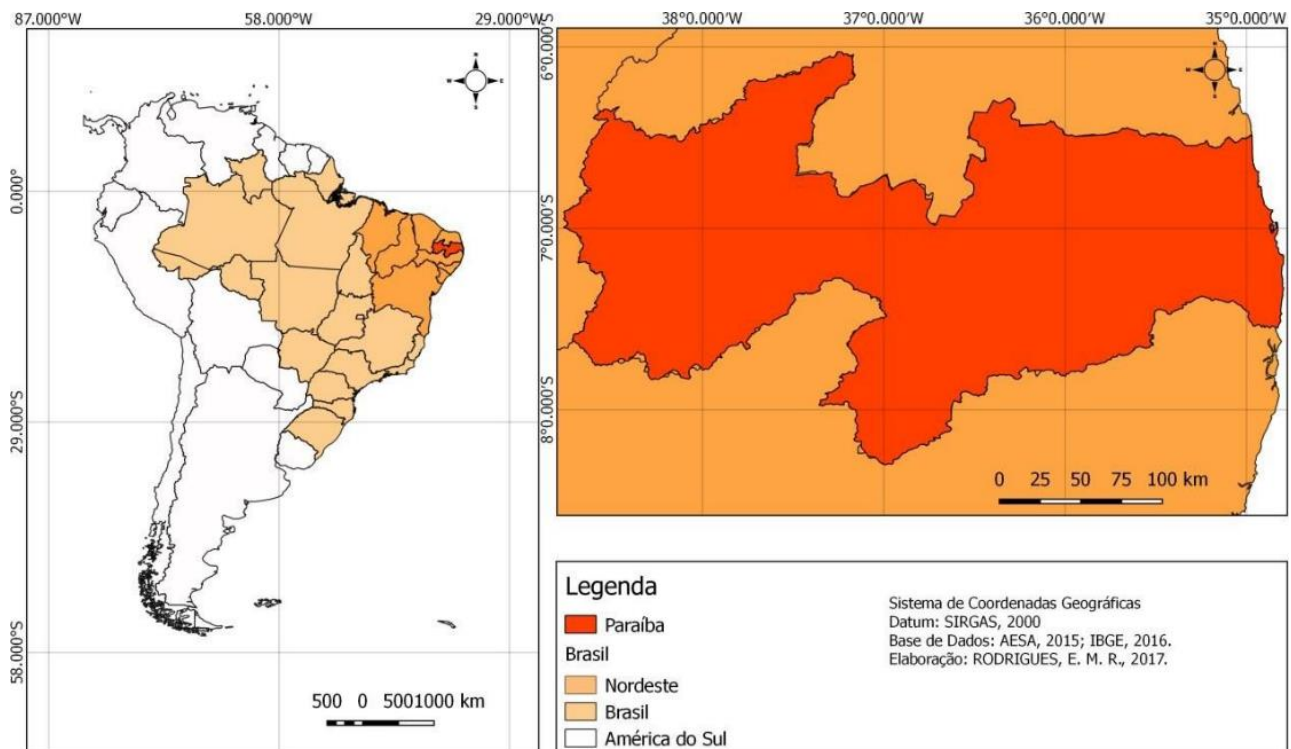 87.000°W 58.000°W 29.000°W
0.000°
29.000°S
58.000°S
500 0 5001000 km
38°0.000'W 37°0.000'W 36°0.000'W 35°0.000'W
6°0.000'
7°0.000'S
8°0.000'S
0 25 50 75 100 km
Legenda
Paraíba
Brasil
Nordeste
Brasil
América do Sul
Sistema de Coordenadas Geográficas
Datum: SIRGAS, 2000
Base de Dados: AESA, 2015; IBGE, 2016.
Elaboração: RODRIGUES, E. M. R., 2017.